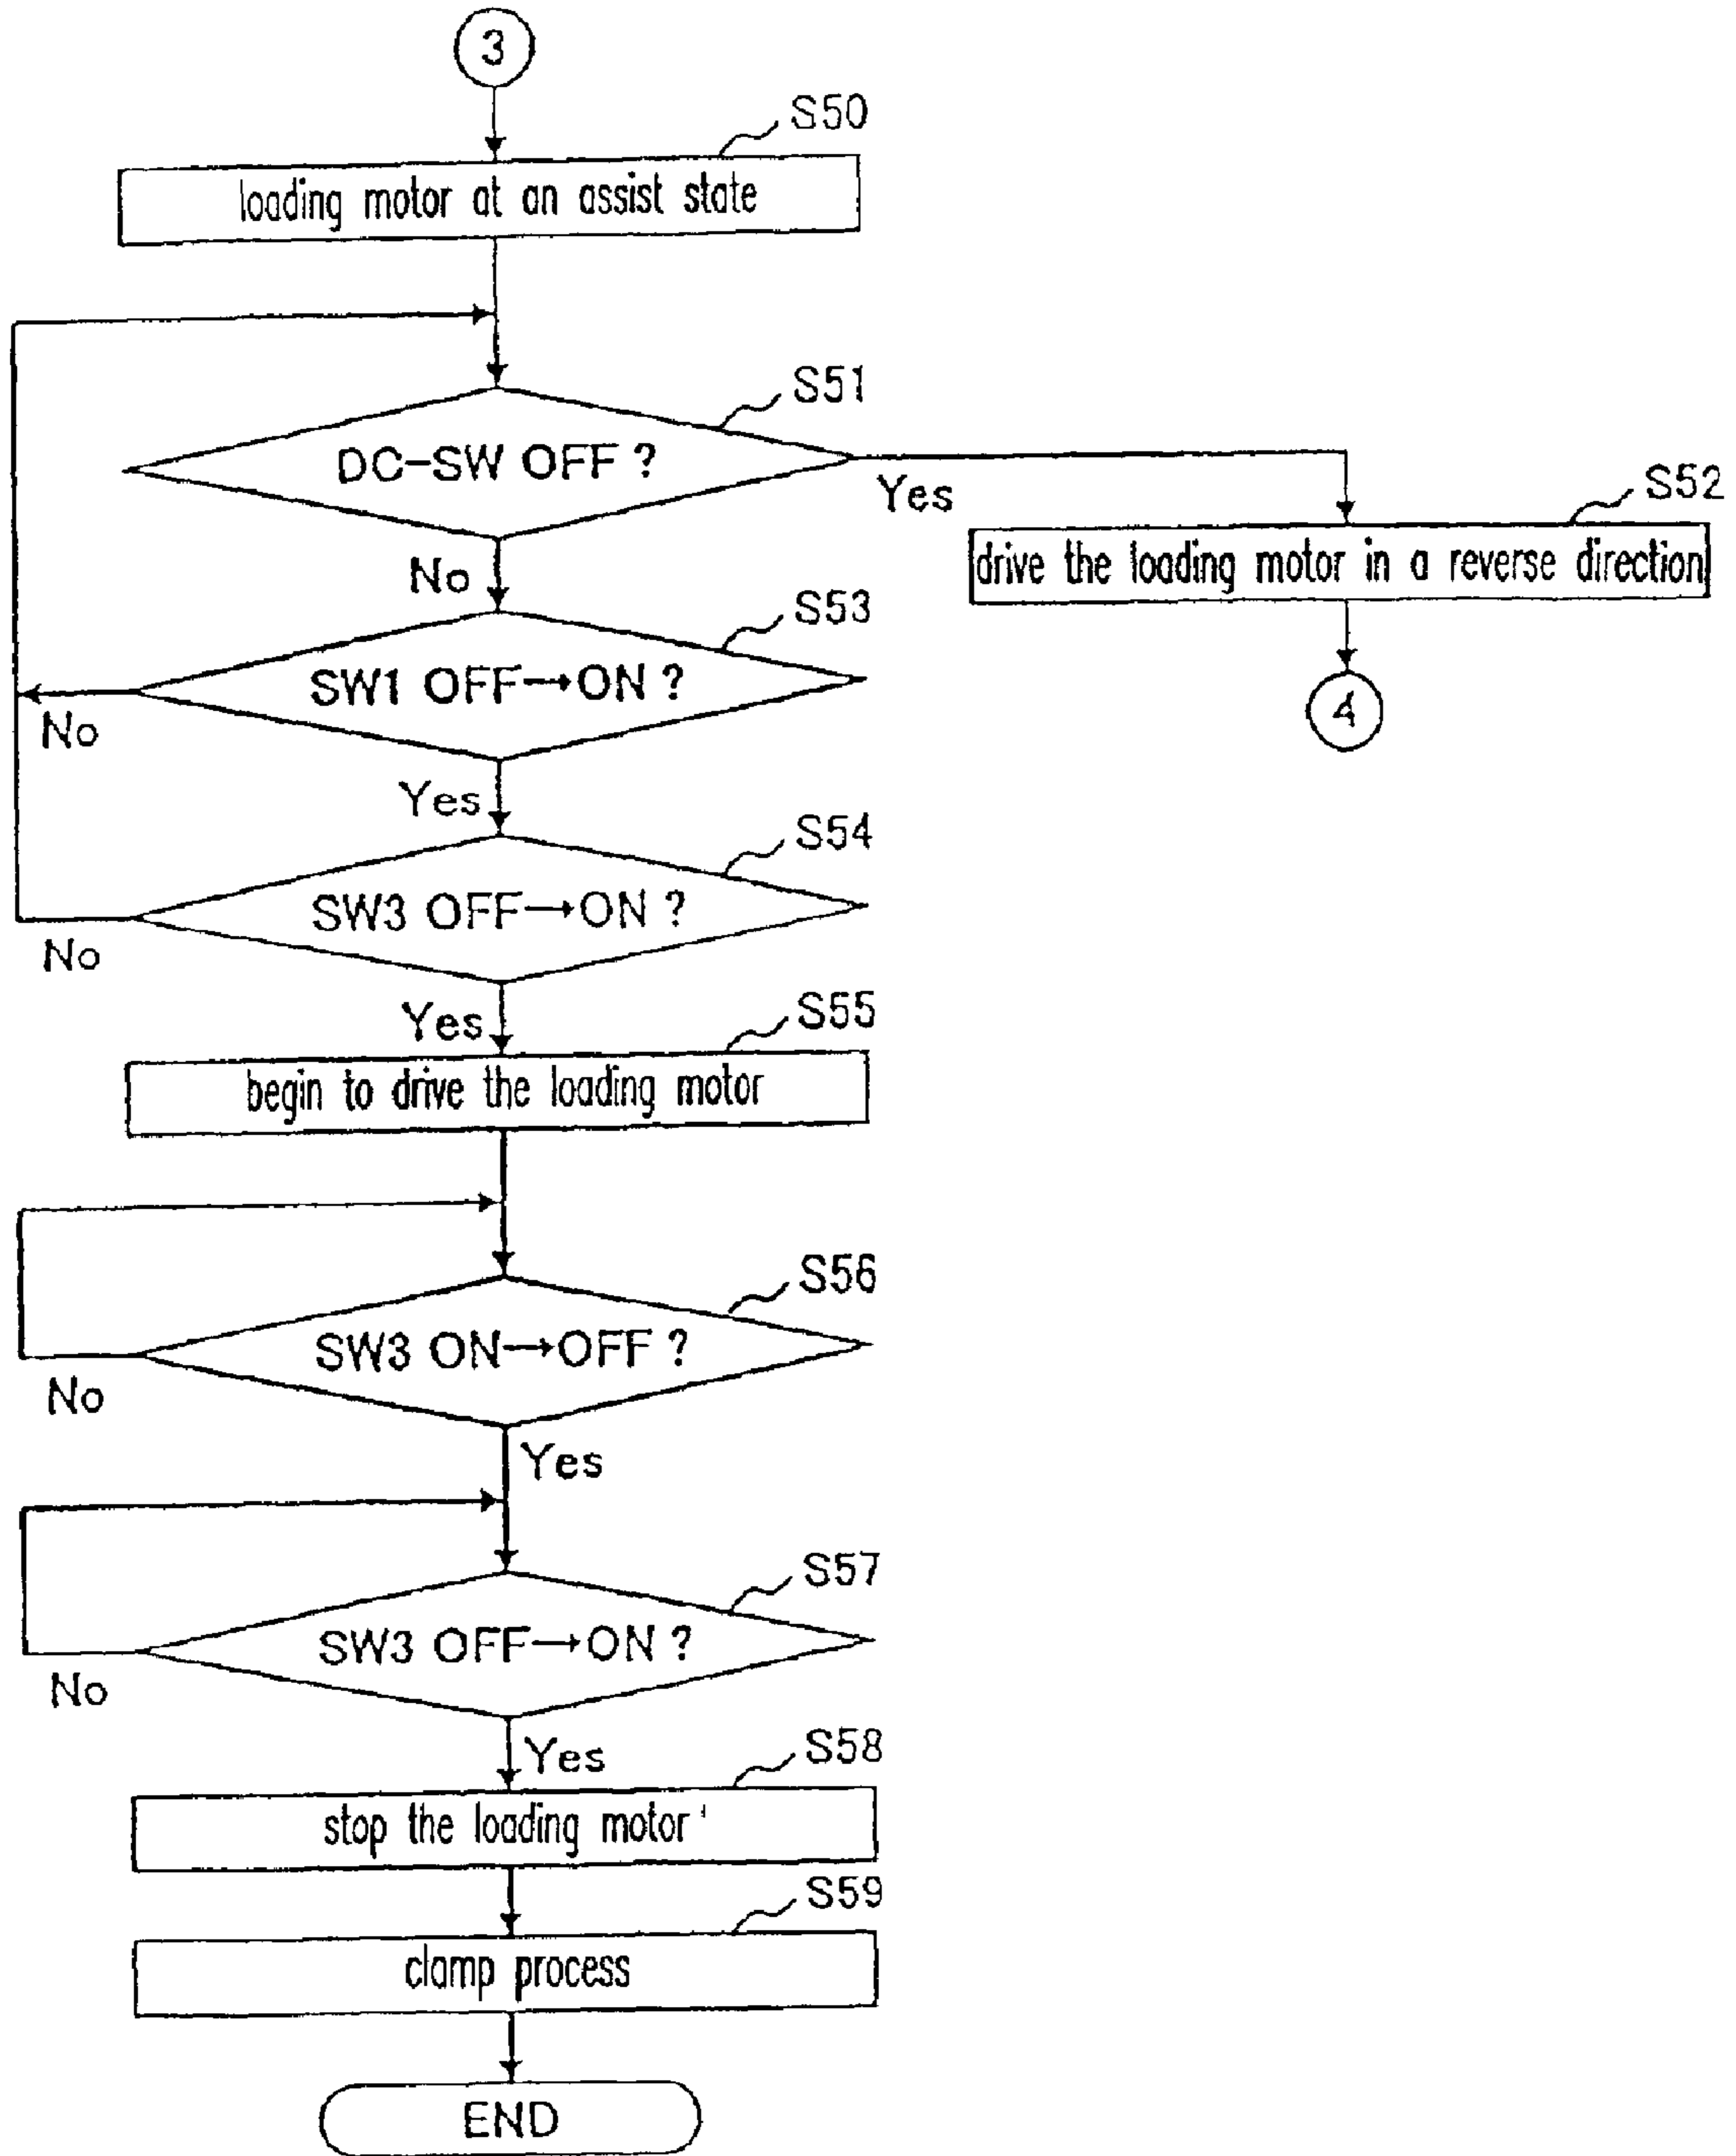 3
S50
loading motor at an assist state
S51
DC-SW OFF ?
Yes
S52
drive the loading motor in a reverse direction
4
No
S53
SW1 OFF→ON ?
No
Yes
S54
SW3 OFF→ON ?
No
Yes
S55
begin to drive the loading motor
S56
SW3 ON→OFF ?
No
Yes
S57
SW3 OFF→ON ?
No
Yes
S58
stop the loading motor
S59
clamp process
END